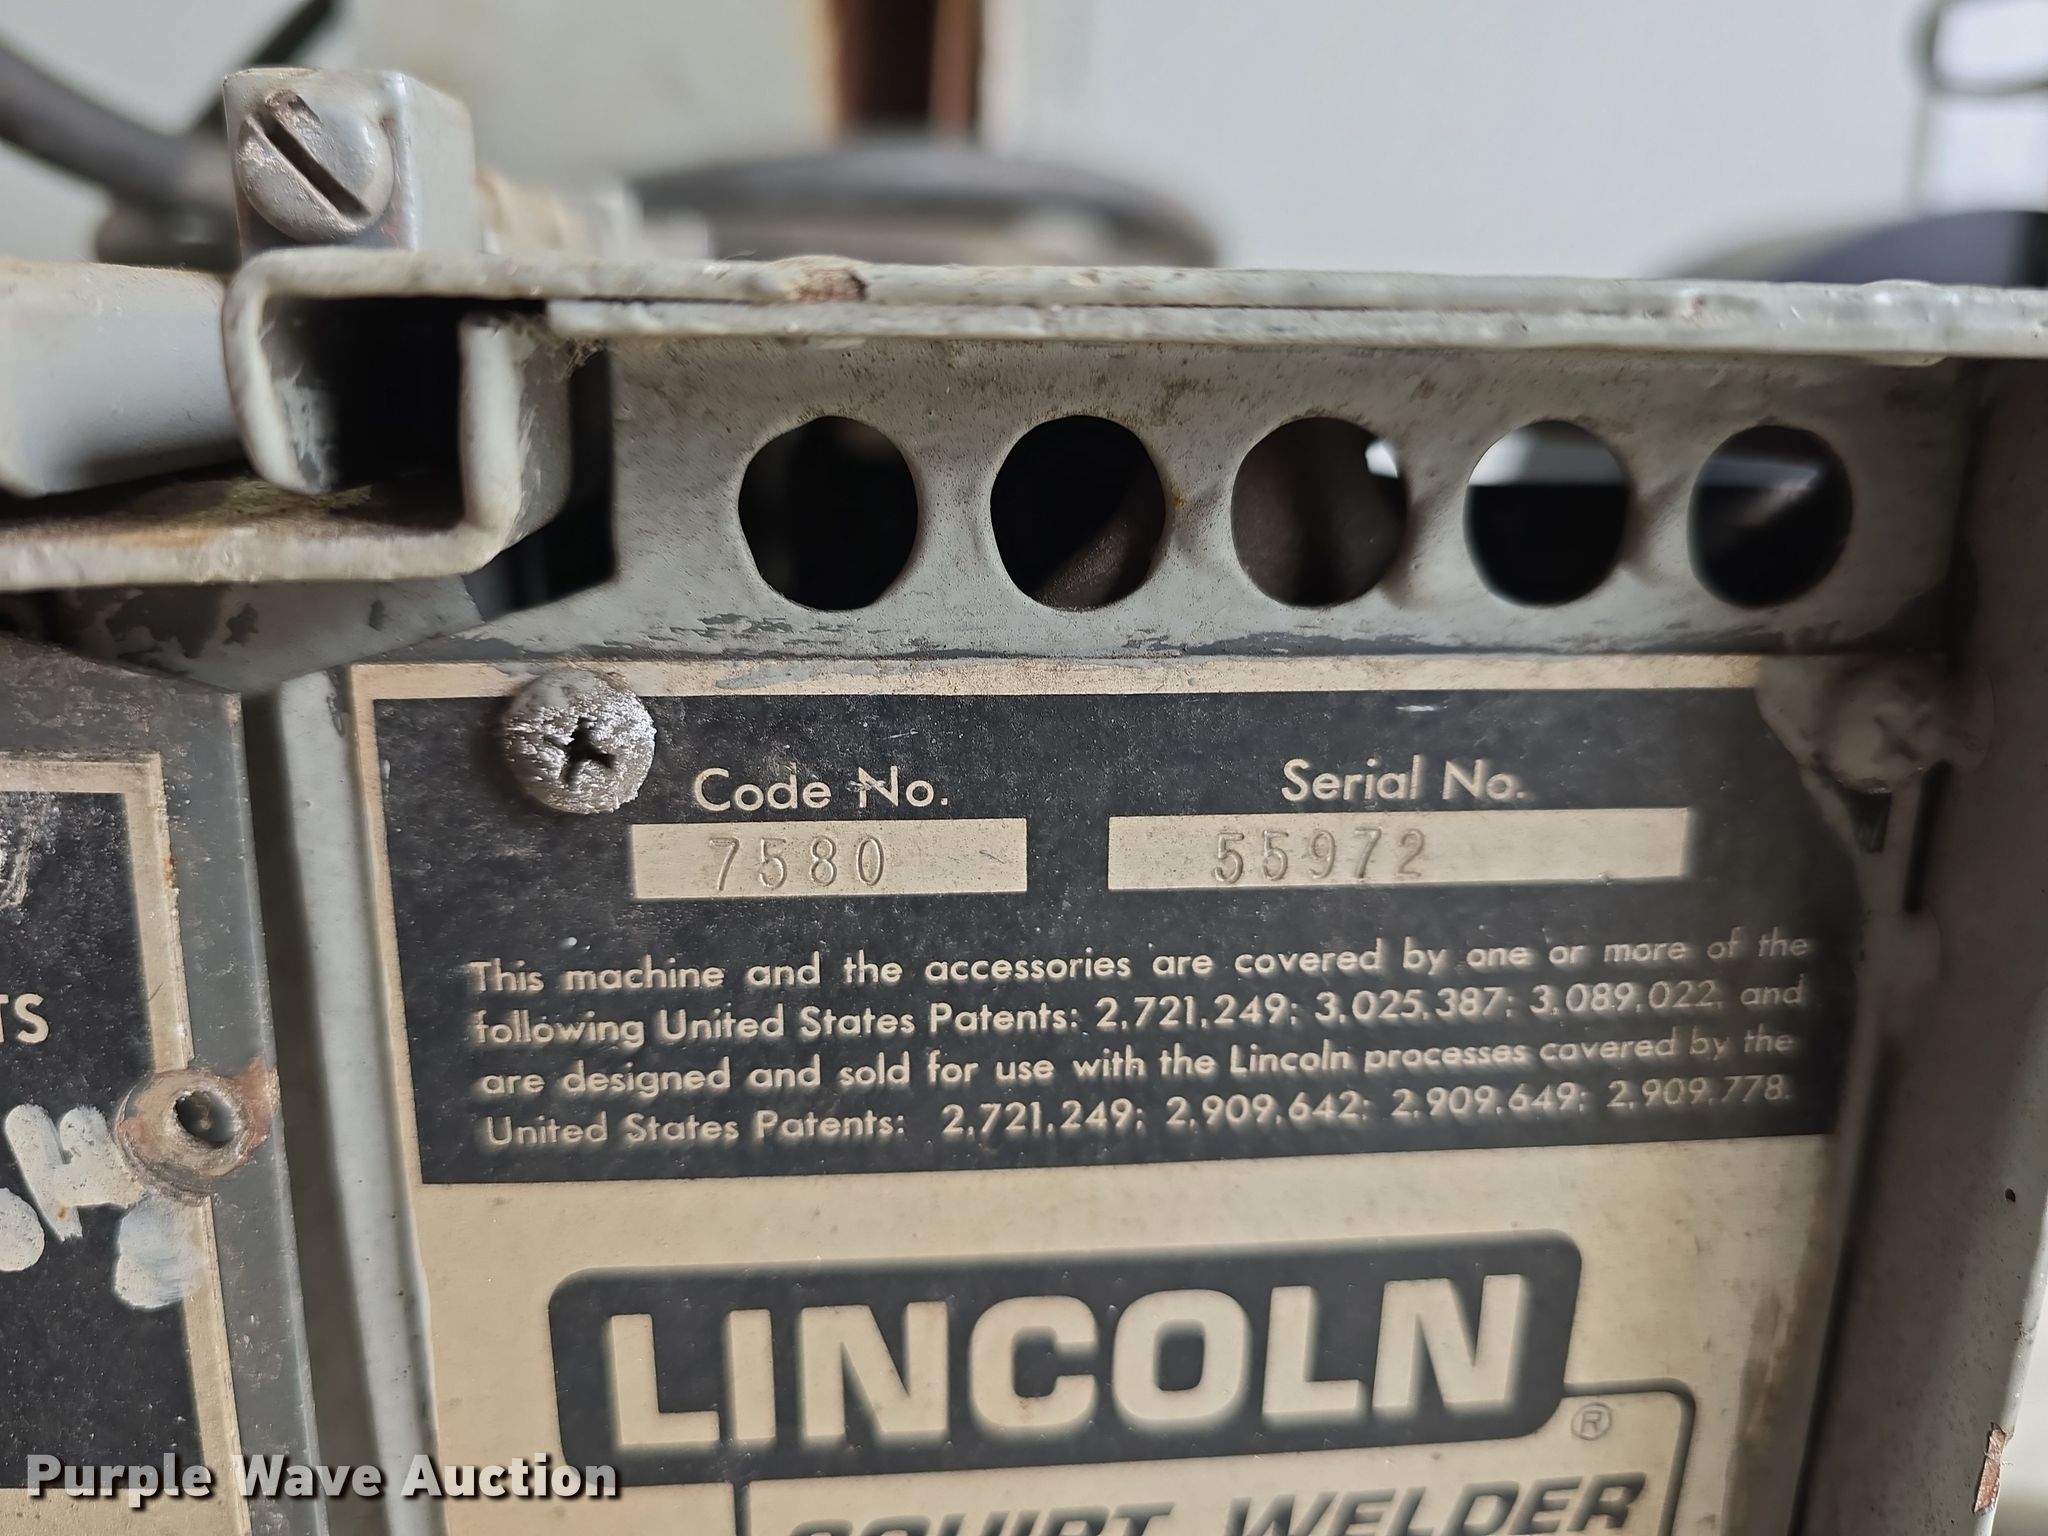 Code No.
Serial No.
7580
55972
This machine and the accessories are covered by one or more of the
following United States Patents: 2,721,249; 3,025,387; 3,089,022, and
are designed and sold for use with the Lincoln processes covered by the
United States Patents: 2,721,249; 2,909,642; 2,909,649; 2,909,778.
TS
LINCOLN
®
SQUIRT WELDER
Purple Wave Auction